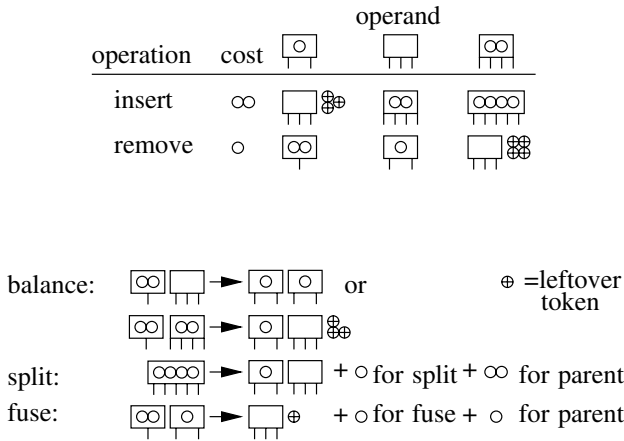 operand
operation cost
insert
remove
balance: or =leftover
token
split: + for split + for parent
fuse: + for fuse + for parent